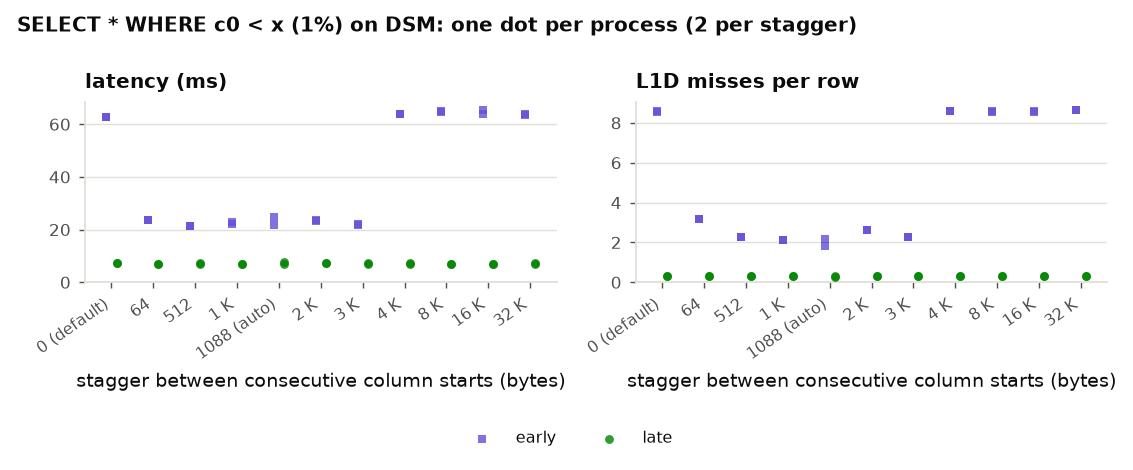 SELECT * WHERE c0 < x (1%) on DSM: one dot per process (2 per stagger)
latency (ms)
60
40
20
0
0 (default)
64
512
1 K
1088 (auto)
2 K
3 K
4 K
8 K
16 K
32 K
stagger between consecutive column starts (bytes)
L1D misses per row
8
6
4
2
0
0 (default)
64
512
1 K
1088 (auto)
2 K
3 K
4 K
8 K
16 K
32 K
stagger between consecutive column starts (bytes)
early
late